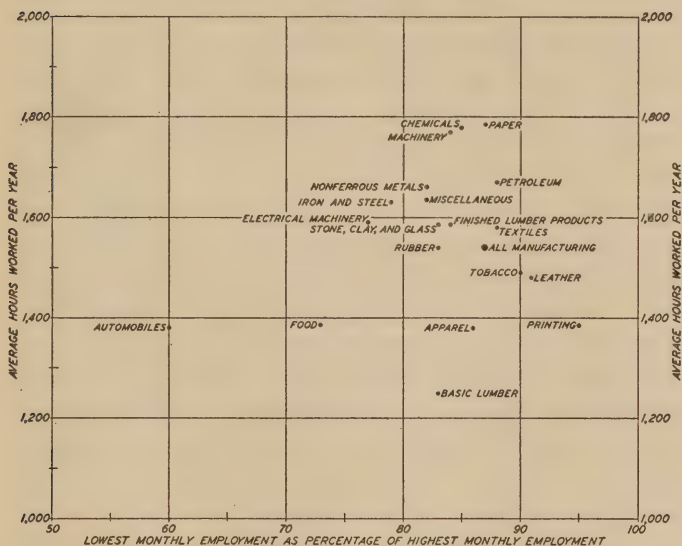 2,000
2,000
1,800
1,800
CHEMICALS
PAPER
MACHINERY
NONFERROUS METALS
PETROLEUM
IRON AND STEEL
MISCELLANEOUS
1,600
ELECTRICAL MACHINERY
FINISHED LUMBER PRODUCTS
1,600
STONE, CLAY, AND GLASS
TEXTILES
RUBBER
ALL MANUFACTURING
TOBACCO
LEATHER
1,400
1,400
AUTOMOBILES
FOOD
APPAREL
PRINTING
BASIC LUMBER
1,200
1,200
1,000
1,000
AVERAGE HOURS WORKED PER YEAR
AVERAGE HOURS WORKED PER YEAR
50 60 70 80 90 100
LOWEST MONTHLY EMPLOYMENT AS PERCENTAGE OF HIGHEST MONTHLY EMPLOYMENT